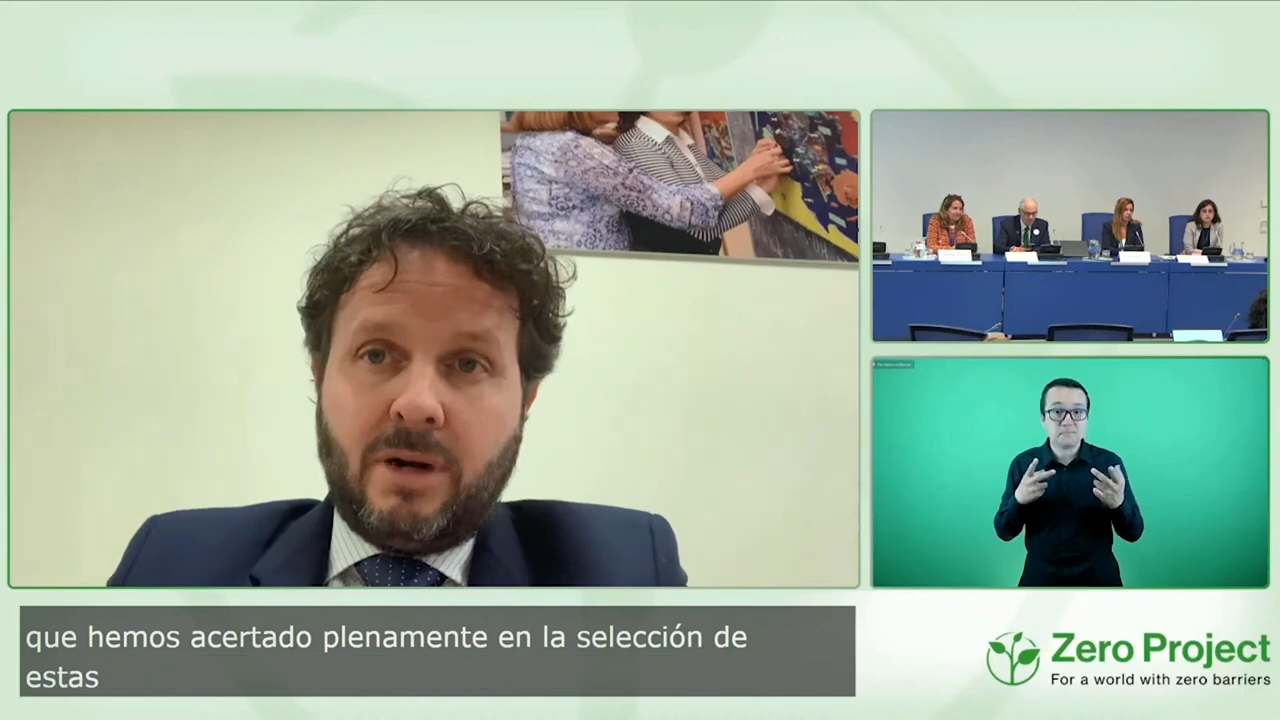 que hemos acertado plenamente en la selección de
estas
Zero Project
For a world with zero barriers